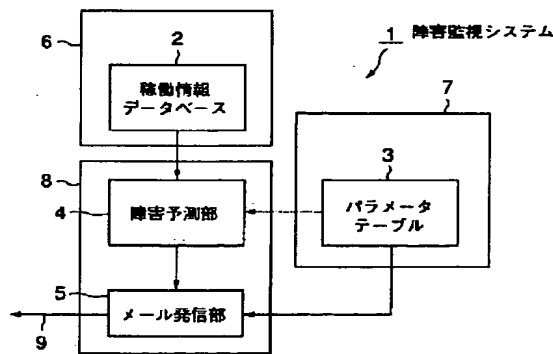 1 障害監視システム
6
2
稼働情報
データベース
7
3
パラメータ
テーブル
8
4
障害予測部
5
メール発信部
9